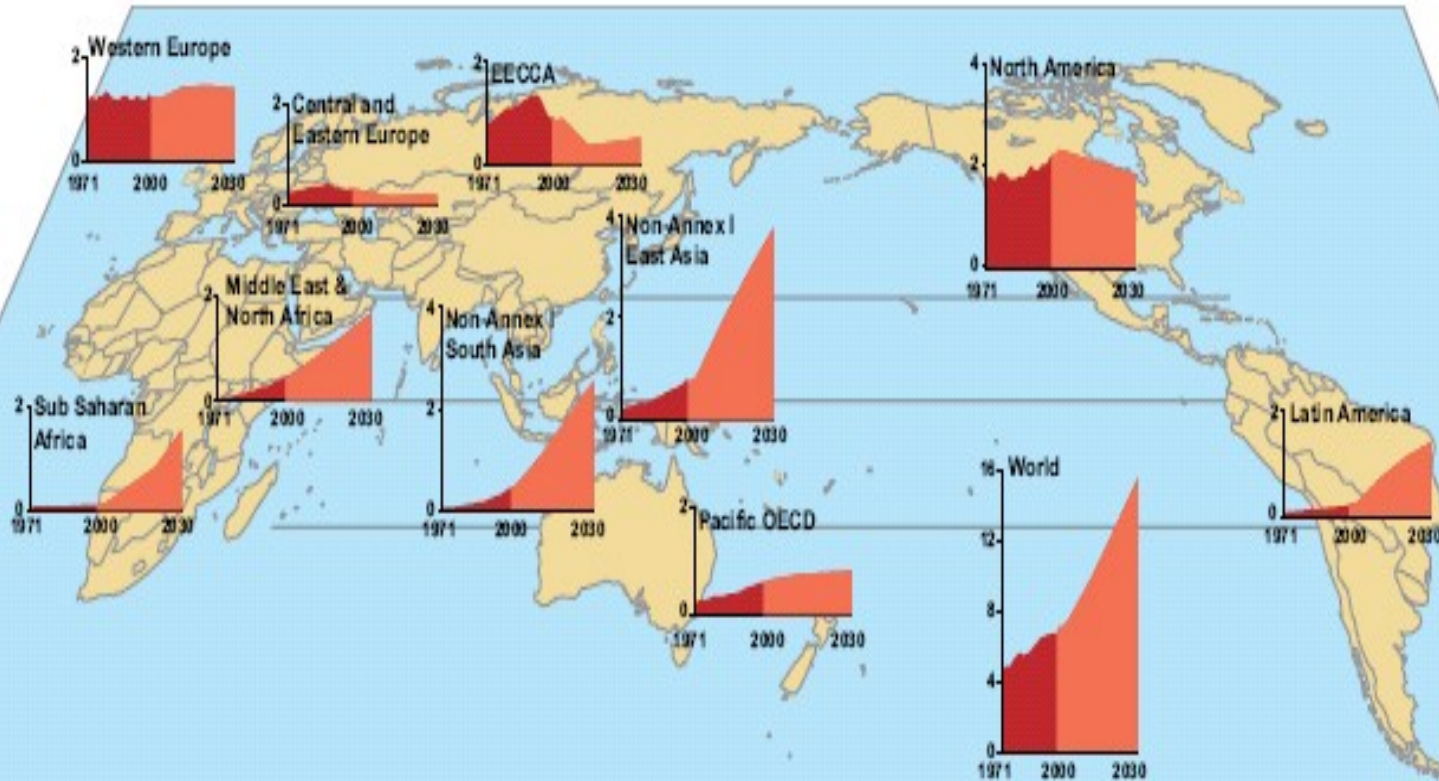 2
Western Europe
0
1971 2000 2030
2
Central and
Eastern Europe
0
1971 2000 2030
2
EECCA
0
1971 2000 2030
4
North America
2
0
1971 2000 2030
4
Non-Annex I
East Asia
2
0
1971 2000 2030
2
Middle East &
North Africa
0
1971 2000 2030
4
Non-Annex I
South Asia
2
0
1971 2000 2030
2
Sub Saharan
Africa
0
1971 2000 2030
2
Latin America
0
1971 2000 2030
2
Pacific OECD
0
1971 2000 2030
16
World
12
8
4
0
1971 2000 2030